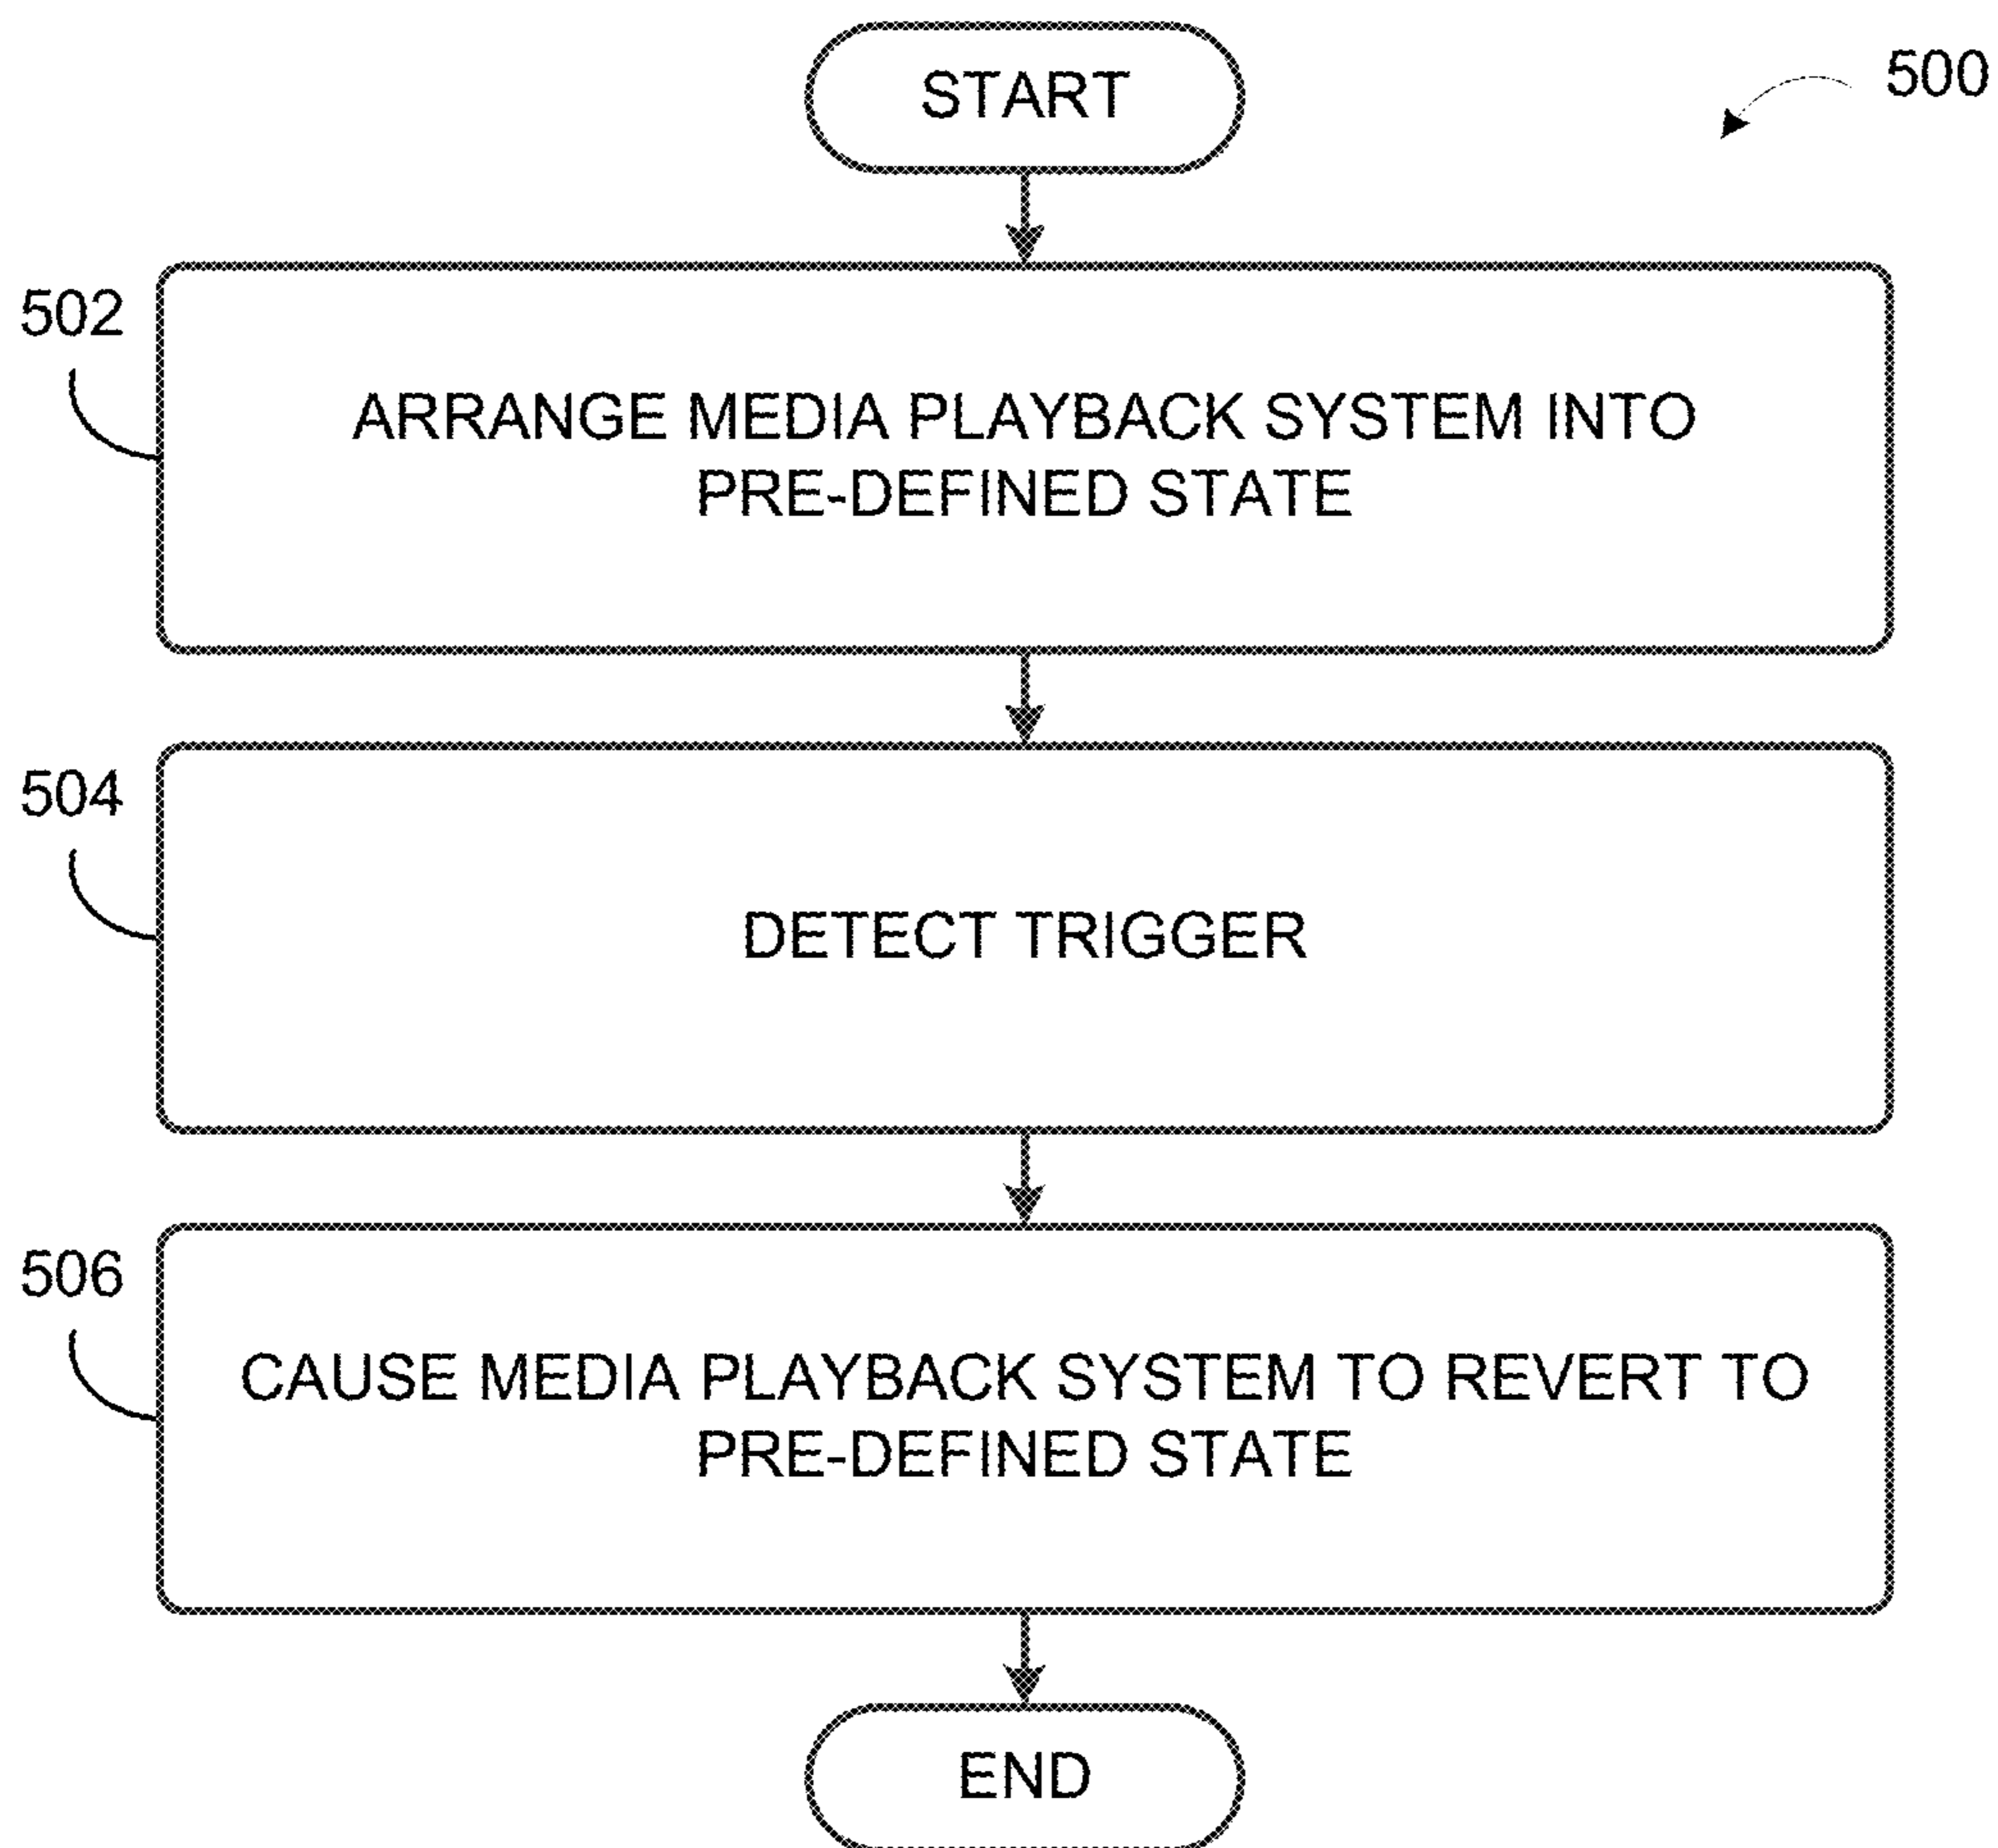 START
500
502
ARRANGE MEDIA PLAYBACK SYSTEM INTO
PRE-DEFINED STATE
504
DETECT TRIGGER
506
CAUSE MEDIA PLAYBACK SYSTEM TO REVERT TO
PRE-DEFINED STATE
END